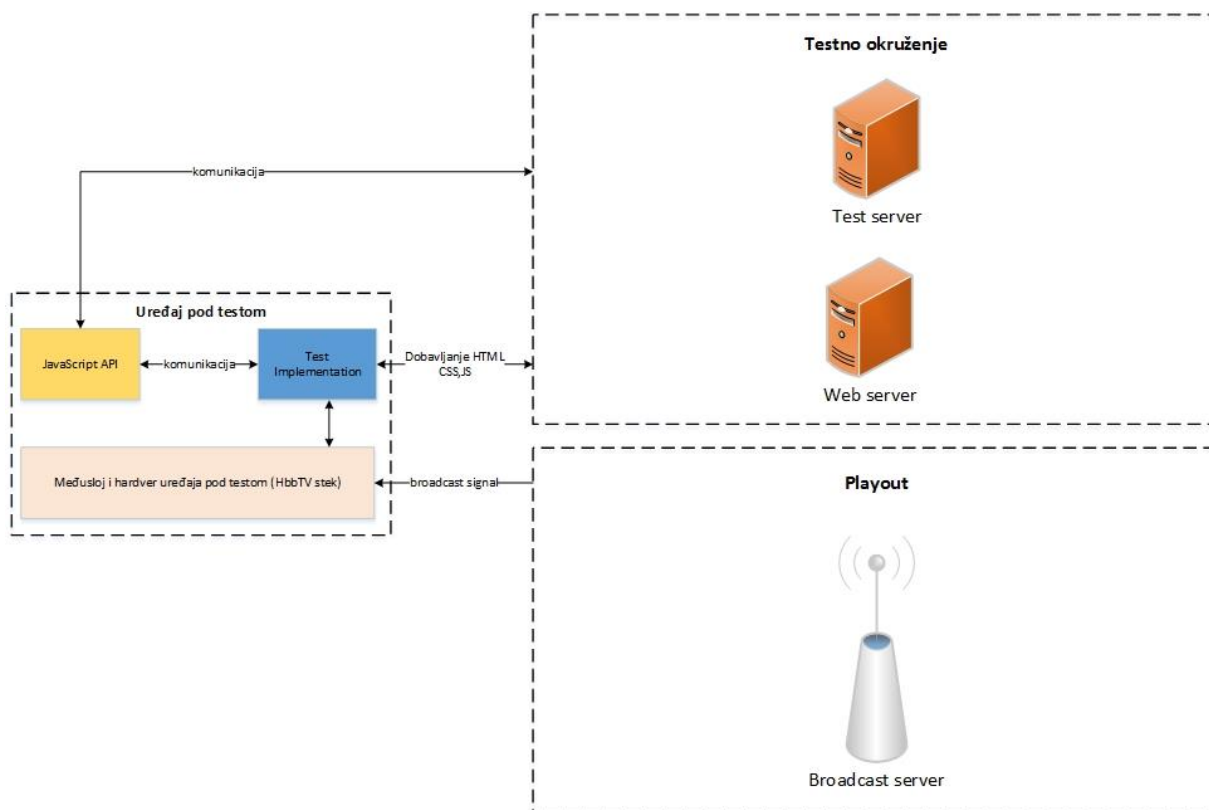 Testno okruženje
Test server
Web server
komunikacija
Uređaj pod testom
JavaScript API
komunikacija
Test
Implementation
Dobavljanje HTML
CSS,JS
Međusloj i hardver uređaja pod testom (HbbTV stek)
broadcast signal
Playout
Broadcast server